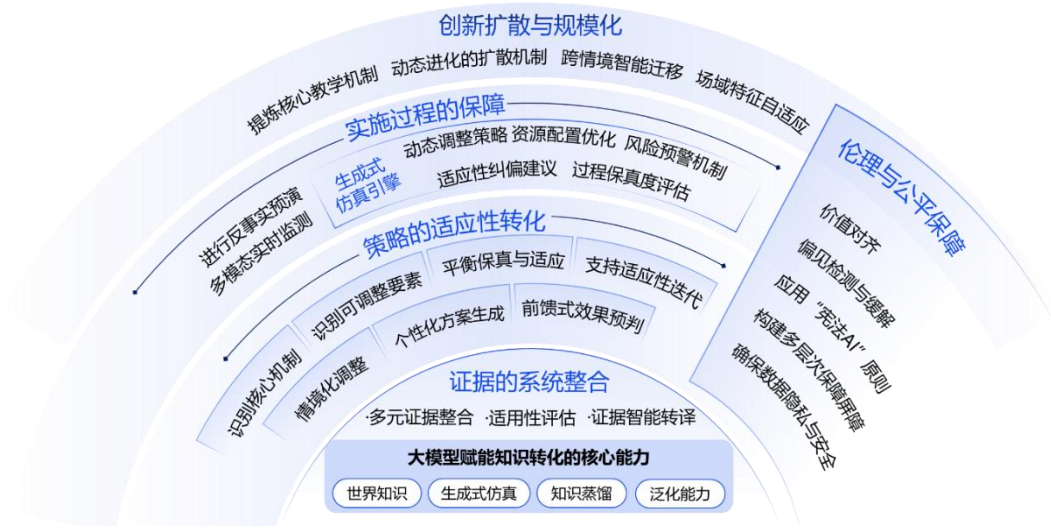 创新扩散与规模化
提炼核心教学机制 动态进化的扩散机制 跨情境智能迁移 场域特征自适应
实施过程的保障
进行反事实预演
多模态实时监测
生成式
仿真引擎
动态调整策略 资源配置优化 风险预警机制
适应性纠偏建议 过程保真度评估
策略的适应性转化
识别核心机制 识别可调整要素 平衡保真与适应 支持适应性迭代
情境化调整 个性化方案生成 前馈式效果预判
证据的系统整合
·多元证据整合 ·适用性评估 ·证据智能转译
大模型赋能知识转化的核心能力
世界知识 生成式仿真 知识蒸馏 泛化能力
伦理与公平保障
价值对齐
偏见检测与缓解
应用“宪法AI”原则
构建多层次保障屏障
确保数据隐私与安全